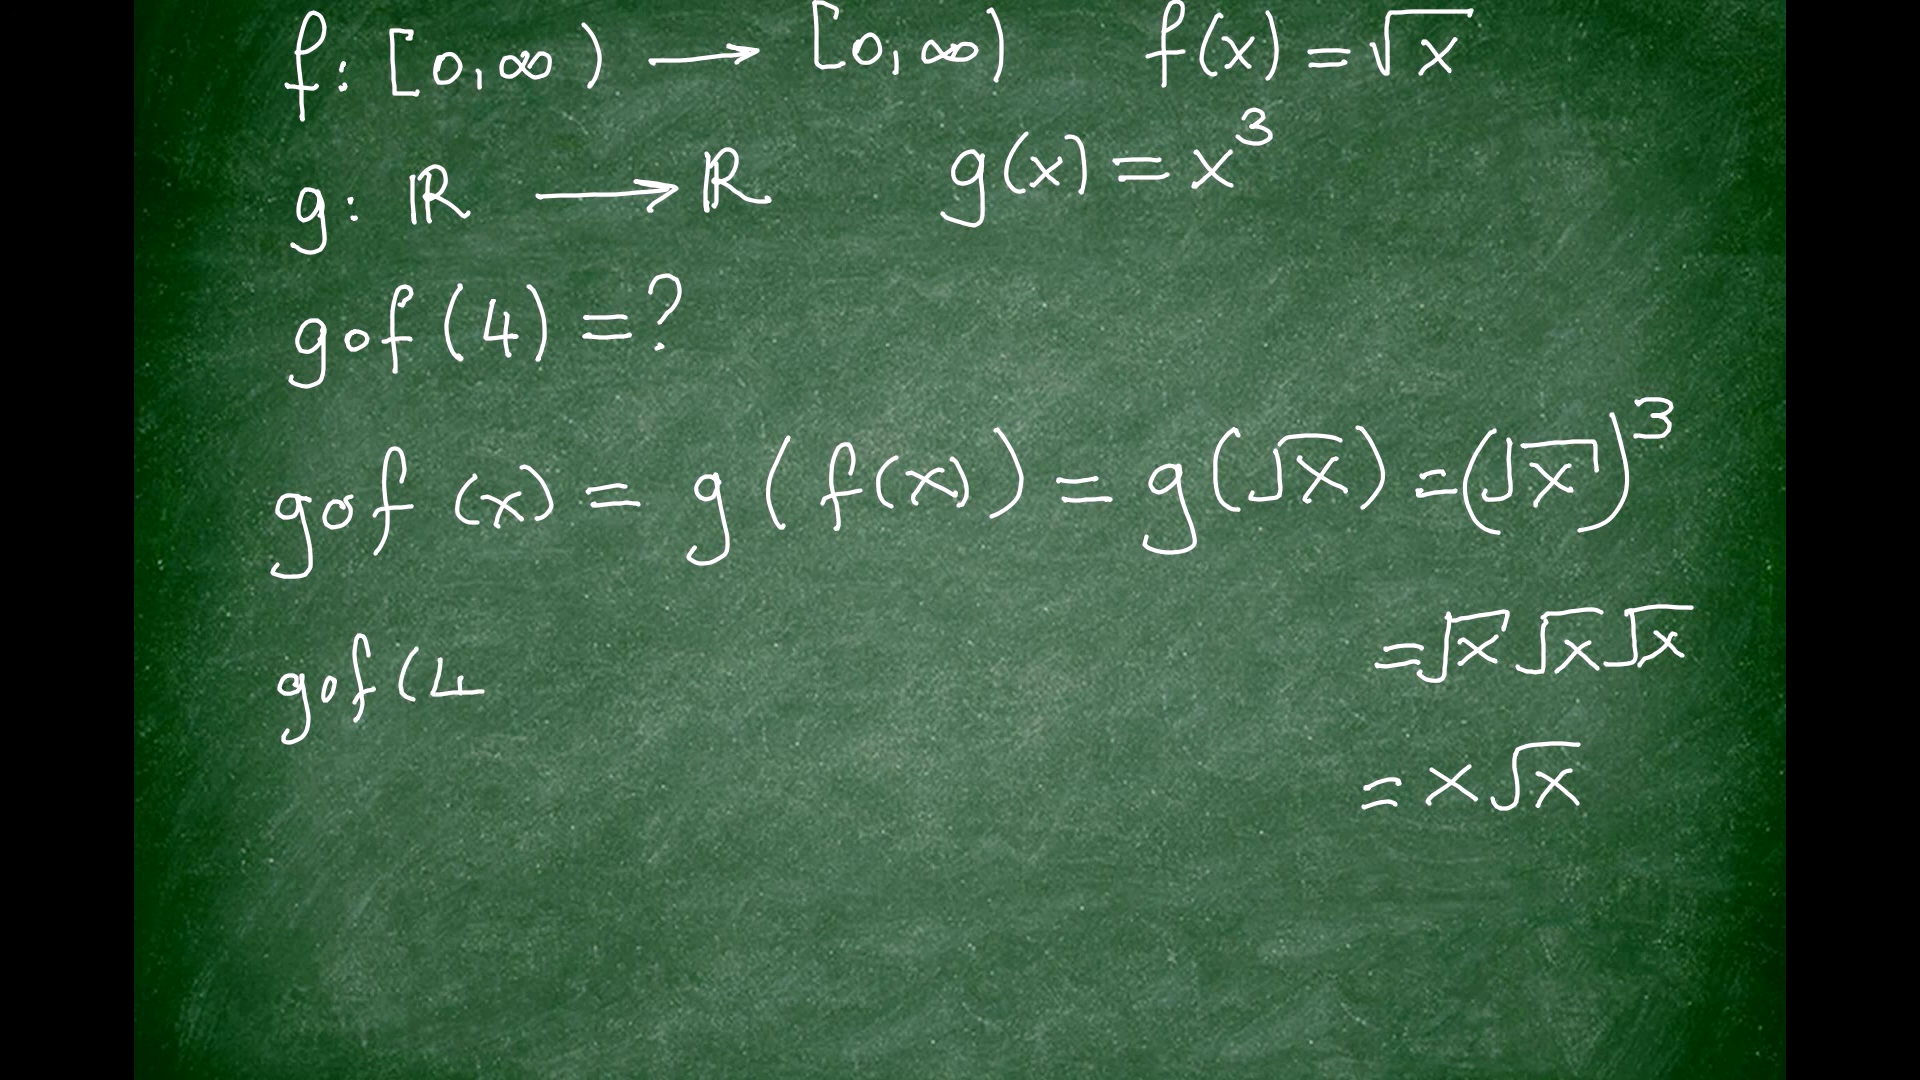 f: [0, ∞) → [0, ∞) f(x) = √x
g: ℝ → ℝ g(x) = x³
gof(4) = ?
gof(x) = g(f(x)) = g(√x) = (√x)³
= √x √x √x
gof(4
= x√x